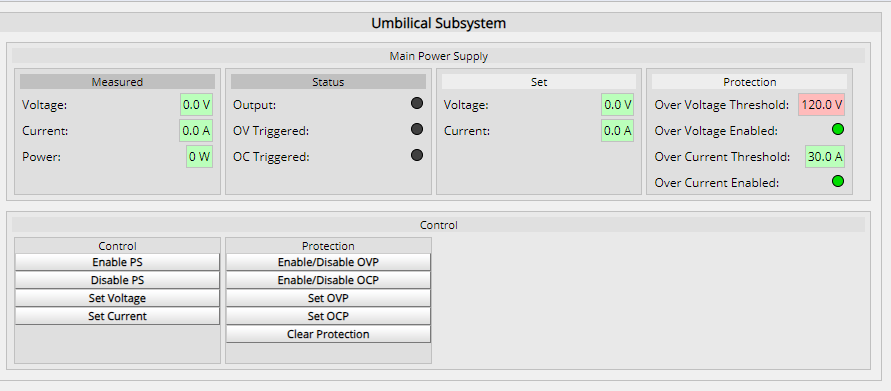 Umbilical Subsystem
Main Power Supply
Measured
Voltage: 0.0 V
Current: 0.0 A
Power: 0 W
Status
Output:
OV Triggered:
OC Triggered:
Set
Voltage: 0.0 V
Current: 0.0 A
Protection
Over Voltage Threshold: 120.0 V
Over Voltage Enabled:
Over Current Threshold: 30.0 A
Over Current Enabled:
Control
Control
Enable PS
Disable PS
Set Voltage
Set Current
Protection
Enable/Disable OVP
Enable/Disable OCP
Set OVP
Set OCP
Clear Protection